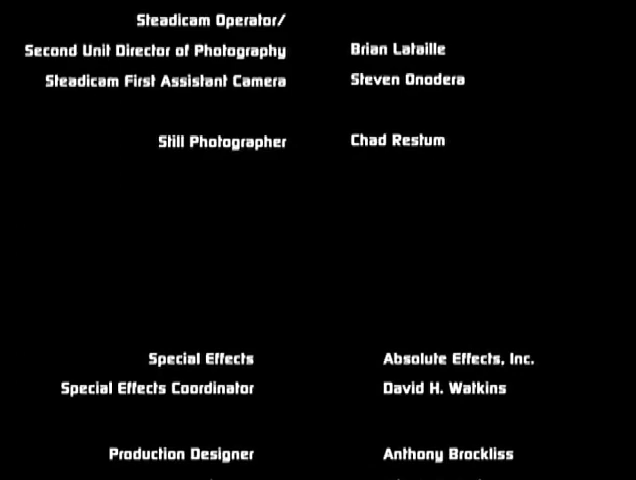 Steadicam Operator/
Second Unit Director of Photography Brian Lataille
Steadicam First Assistant Camera Steven Onodera
Still Photographer Chad Restum
Special Effects Absolute Effects, Inc.
Special Effects Coordinator David H. Watkins
Production Designer Anthony Brockliss